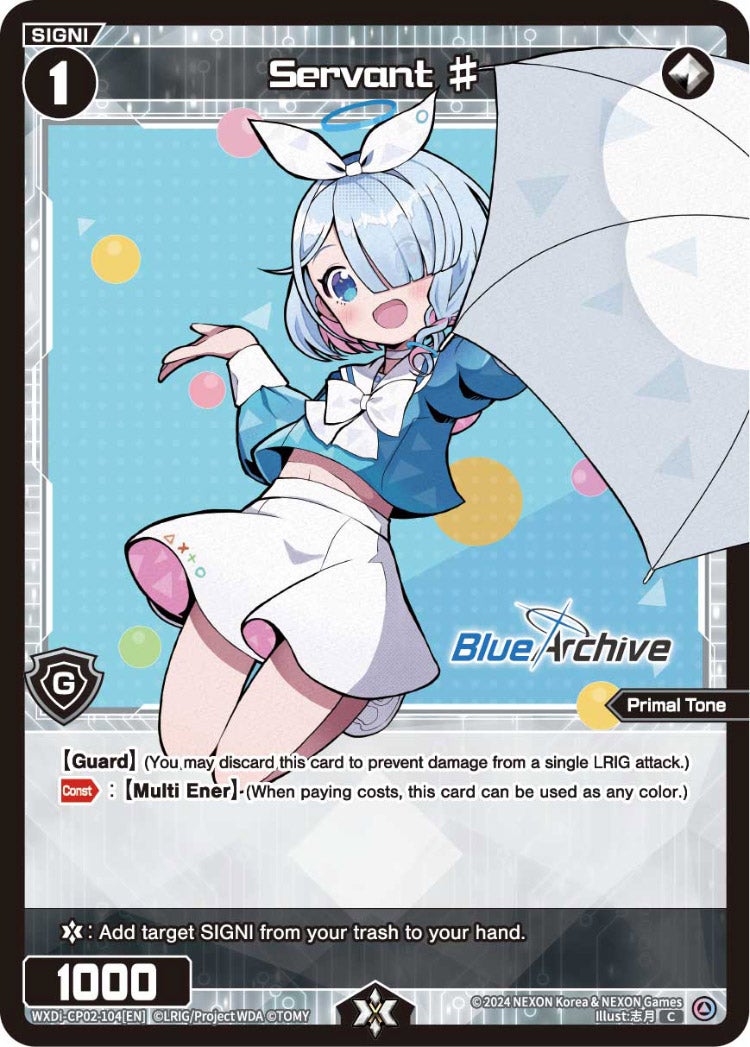 SIGNI
1
Servant #
G
Blue Archive
Primal Tone
【Guard】 (You may discard this card to prevent damage from a single LRIG attack.)
Const : 【Multi Ener】 (When paying costs, this card can be used as any color.)
: Add target SIGNI from your trash to your hand.
1000
WXDi-CP02-104[EN] ©LRIG/Project WDA ©TOMY
©2024 NEXON Korea & NEXON Games
Illust:志月 C